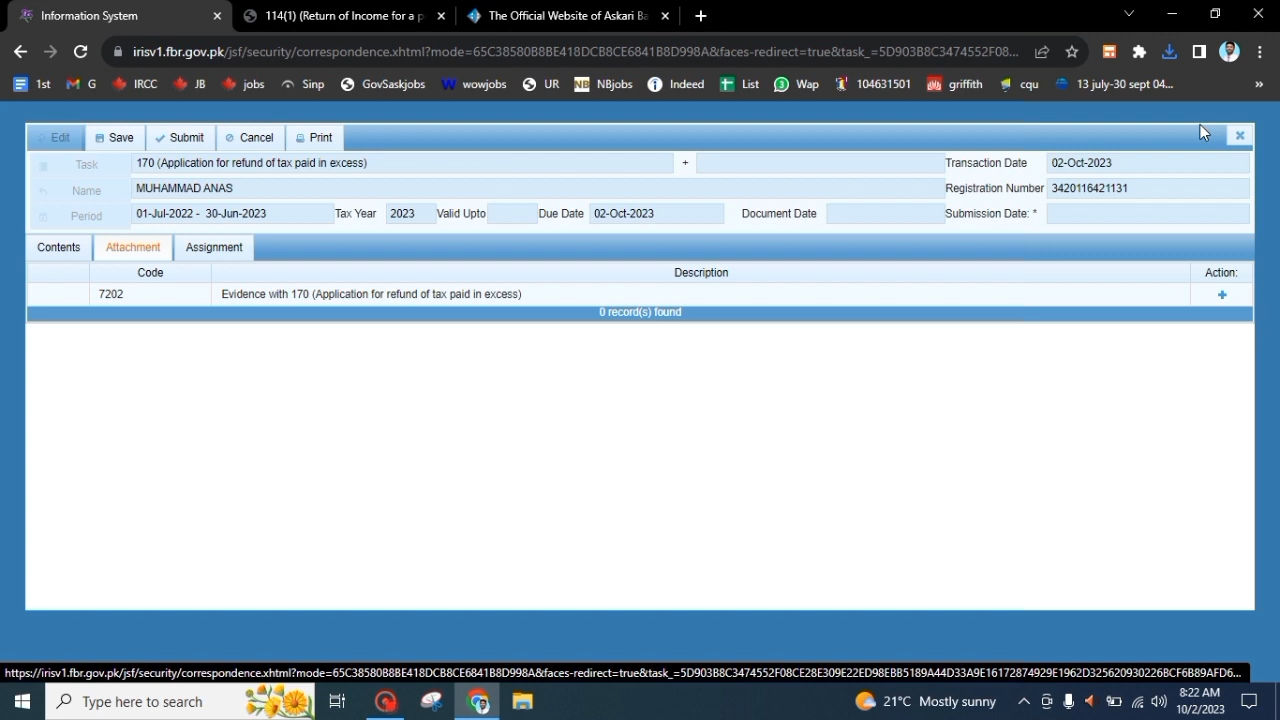 Information System
114(1) (Return of Income for a p
The Official Website of Askari Ba
irisv1.fbr.gov.pk/jsf/security/correspondence.xhtml?mode=65C38580B8BE418DCB8CE6841B8D998A&faces-redirect=true&task_=5D903B8C3474552F08...
1st G IRCC JB jobs Sinp GovSaskjobs wowjobs UR NBjobs Indeed List Wap 104631501 griffith cqu 13 july-30 sept 04... »
Edit Save Submit Cancel Print
Task 170 (Application for refund of tax paid in excess) + Transaction Date 02-Oct-2023
Name MUHAMMAD ANAS Registration Number 3420116421131
Period 01-Jul-2022 - 30-Jun-2023 Tax Year 2023 Valid Upto Due Date 02-Oct-2023 Document Date Submission Date: *
Contents Attachment Assignment
Code Description Action:
7202 Evidence with 170 (Application for refund of tax paid in excess)
0 record(s) found
https://irisv1.fbr.gov.pk/jsf/security/correspondence.xhtml?mode=65C38580B8BE418DCB8CE6841B8D998A&faces-redirect=true&task_=5D903B8C3474552F08CE28E309E22ED98EBB5189A44D33A9E16172874929E1962D325620930226BCF6B89AFD6...
Type here to search
21°C Mostly sunny
8:22 AM
10/2/2023